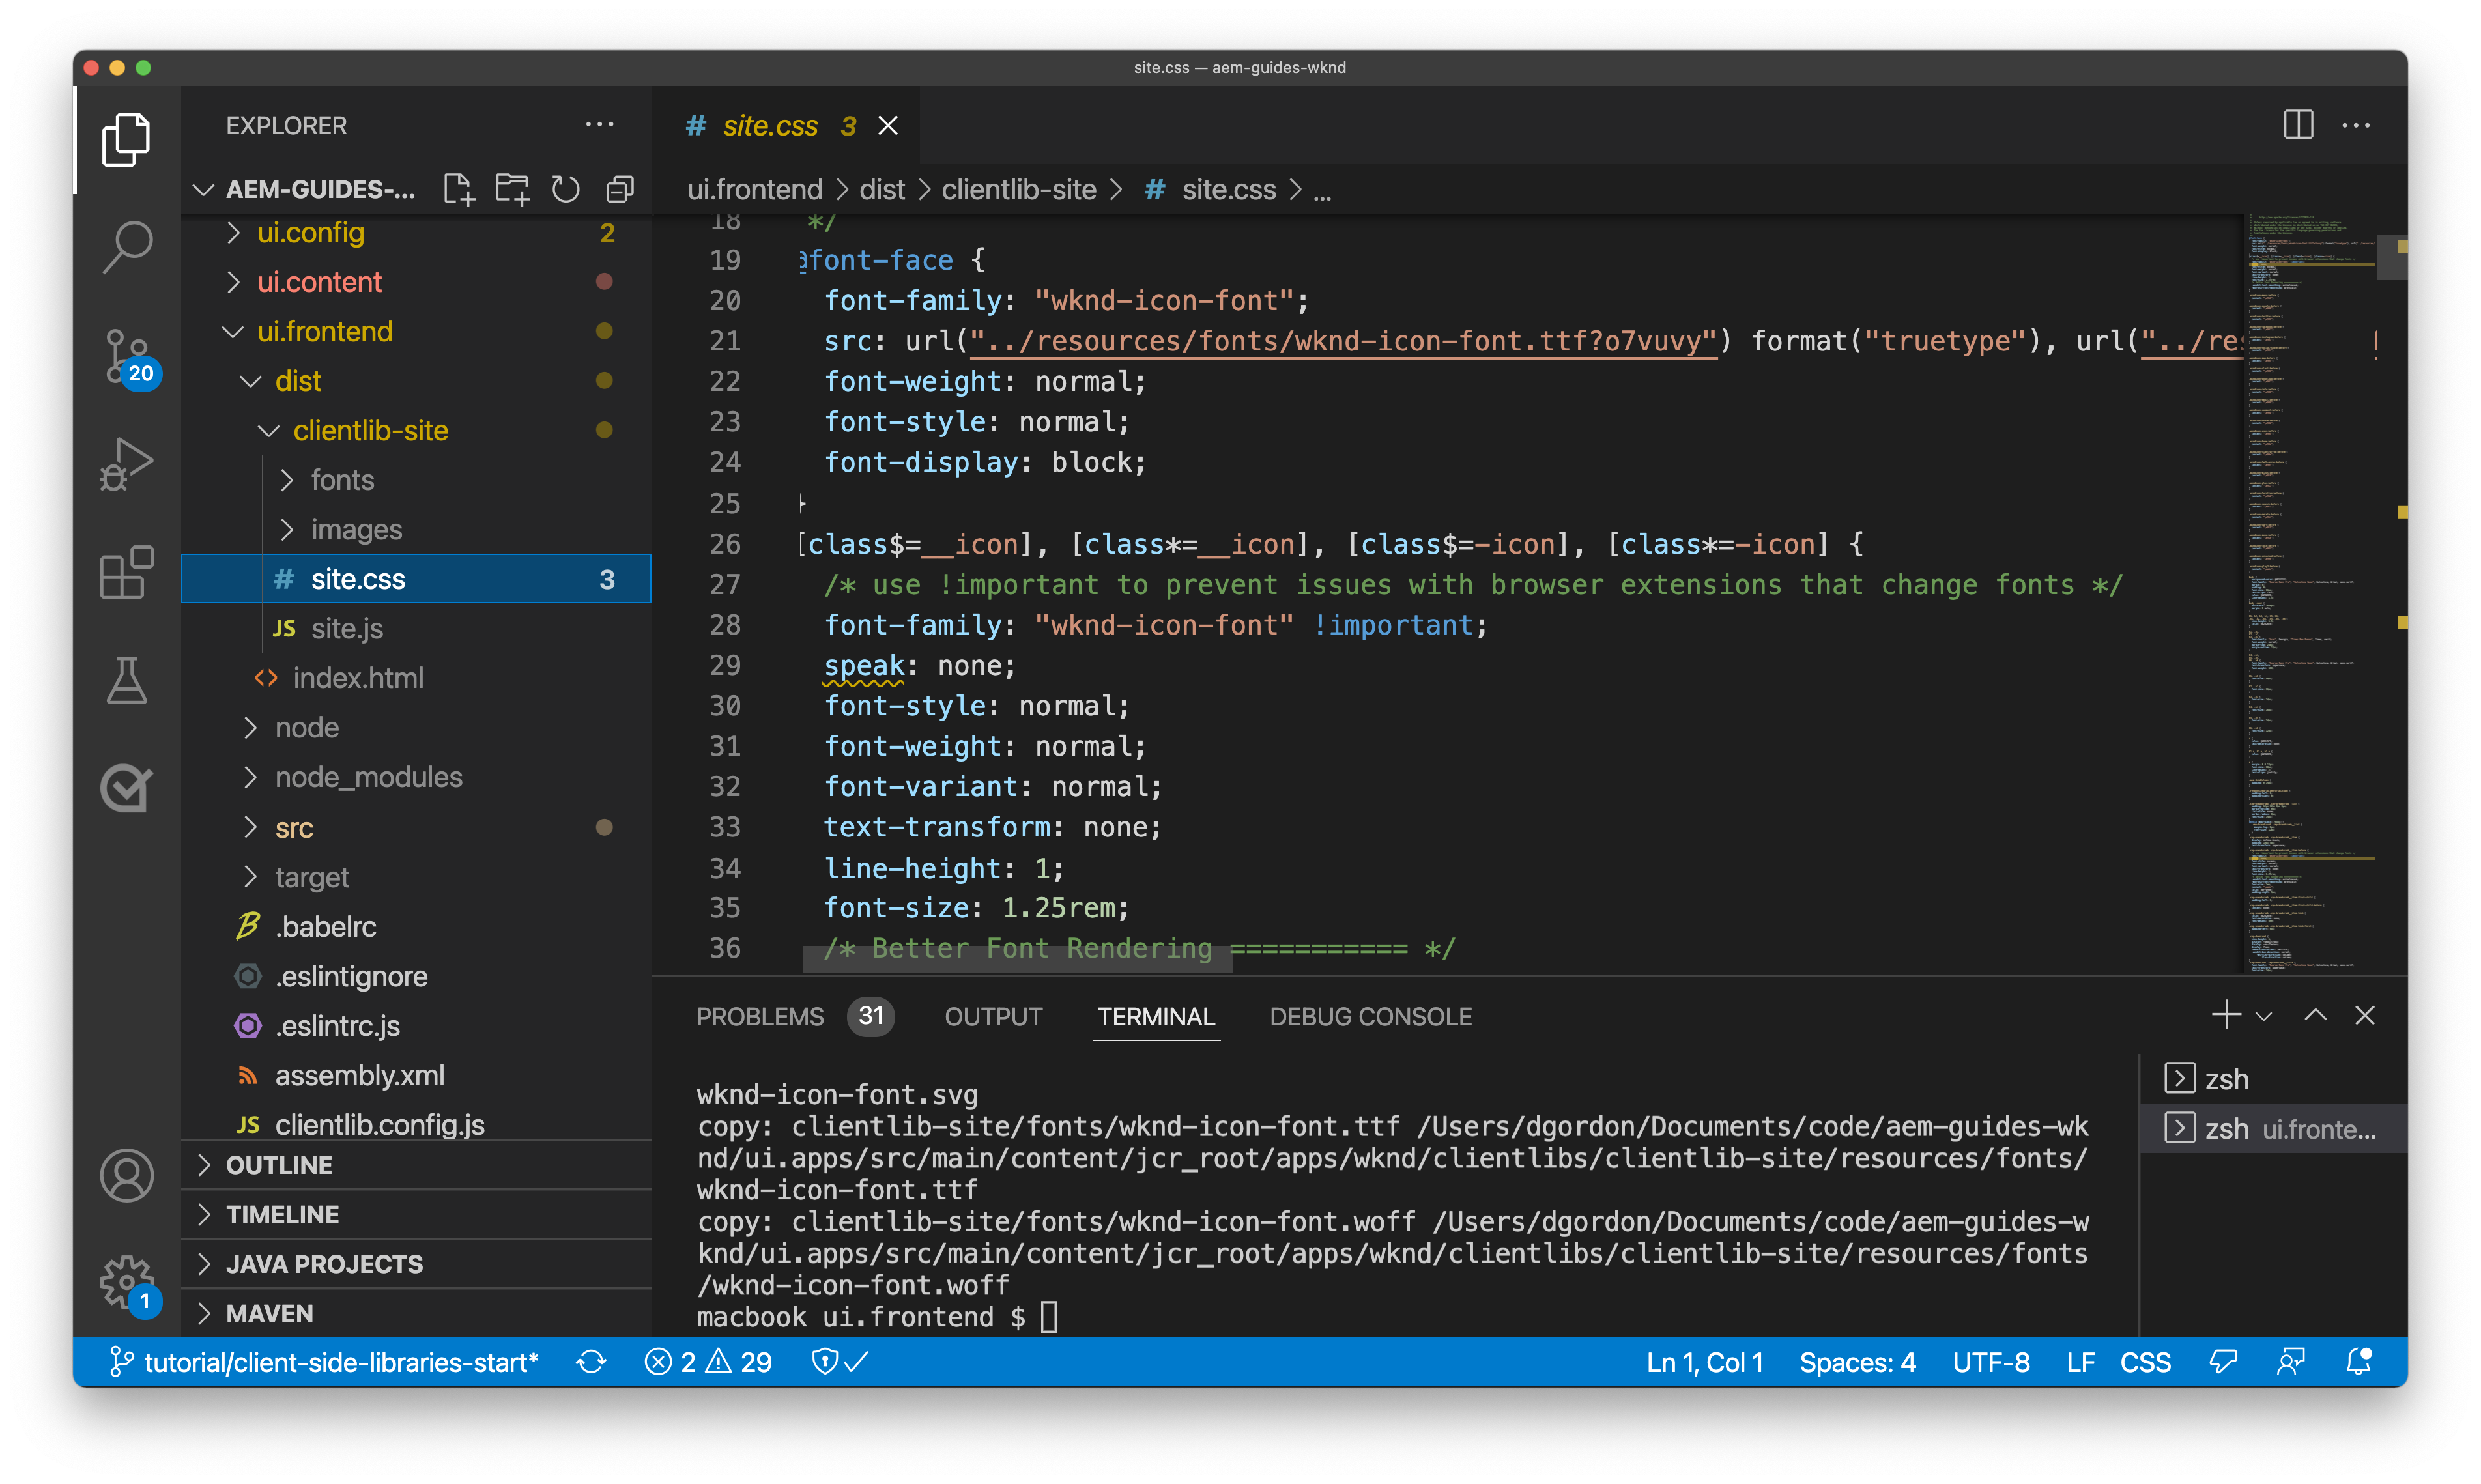 site.css — aem-guides-wknd
EXPLORER
AEM-GUIDES-...
ui.config 2
ui.content
ui.frontend
dist
clientlib-site
fonts
images
# site.css 3
JS site.js
<> index.html
node
node_modules
src
target
.babelrc
.eslintignore
.eslintrc.js
assembly.xml
JS clientlib.config.js
OUTLINE
TIMELINE
JAVA PROJECTS
MAVEN
20
1
# site.css 3
ui.frontend > dist > clientlib-site > # site.css > ...
18 */
19 @font-face {
20 font-family: "wknd-icon-font";
21 src: url("../resources/fonts/wknd-icon-font.ttf?o7vuvy") format("truetype"), url("../res
22 font-weight: normal;
23 font-style: normal;
24 font-display: block;
25 }
26 [class$=__icon], [class*=__icon], [class$=-icon], [class*=-icon] {
27 /* use !important to prevent issues with browser extensions that change fonts */
28 font-family: "wknd-icon-font" !important;
29 speak: none;
30 font-style: normal;
31 font-weight: normal;
32 font-variant: normal;
33 text-transform: none;
34 line-height: 1;
35 font-size: 1.25rem;
36 /* Better Font Rendering =========== */
PROBLEMS 31 OUTPUT TERMINAL DEBUG CONSOLE
wknd-icon-font.svg
copy: clientlib-site/fonts/wknd-icon-font.ttf /Users/dgordon/Documents/code/aem-guides-wk
nd/ui.apps/src/main/content/jcr_root/apps/wknd/clientlibs/clientlib-site/resources/fonts/
wknd-icon-font.ttf
copy: clientlib-site/fonts/wknd-icon-font.woff /Users/dgordon/Documents/code/aem-guides-w
knd/ui.apps/src/main/content/jcr_root/apps/wknd/clientlibs/clientlib-site/resources/fonts
/wknd-icon-font.woff
macbook ui.frontend $
zsh
zsh ui.fronte...
tutorial/client-side-libraries-start* 2 29 Ln 1, Col 1 Spaces: 4 UTF-8 LF CSS